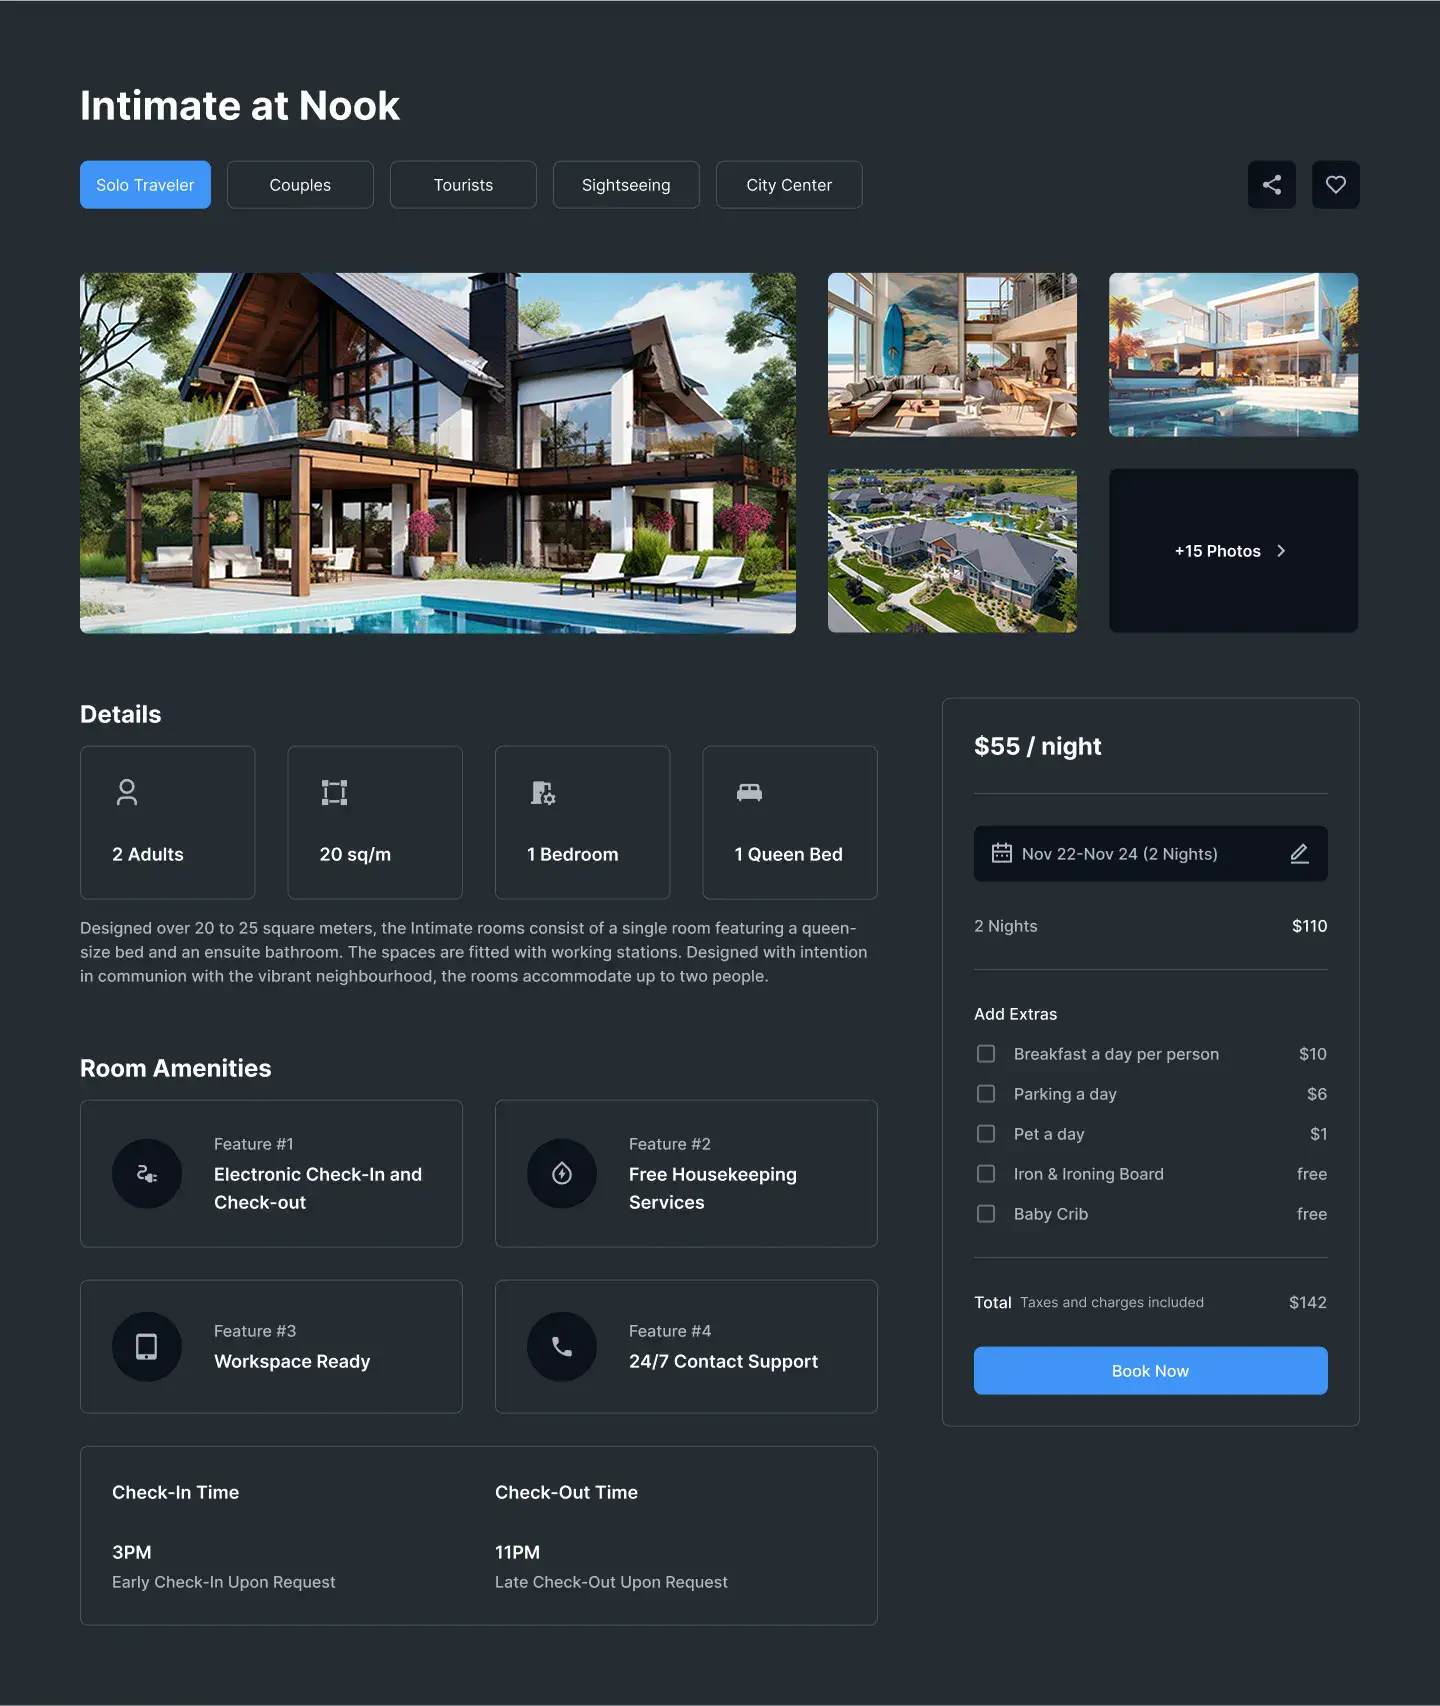 Intimate at Nook
Solo Traveler
Couples
Tourists
Sightseeing
City Center
+15 Photos
Details
2 Adults
20 sq/m
1 Bedroom
1 Queen Bed
Designed over 20 to 25 square meters, the Intimate rooms consist of a single room featuring a queen-
size bed and an ensuite bathroom. The spaces are fitted with working stations. Designed with intention
in communion with the vibrant neighbourhood, the rooms accommodate up to two people.
Room Amenities
Feature #1
Electronic Check-In and
Check-out
Feature #2
Free Housekeeping
Services
Feature #3
Workspace Ready
Feature #4
24/7 Contact Support
Check-In Time
3PM
Early Check-In Upon Request
Check-Out Time
11PM
Late Check-Out Upon Request
$55 / night
Nov 22-Nov 24 (2 Nights)
2 Nights $110
Add Extras
Breakfast a day per person $10
Parking a day $6
Pet a day $1
Iron & Ironing Board free
Baby Crib free
Total Taxes and charges included $142
Book Now